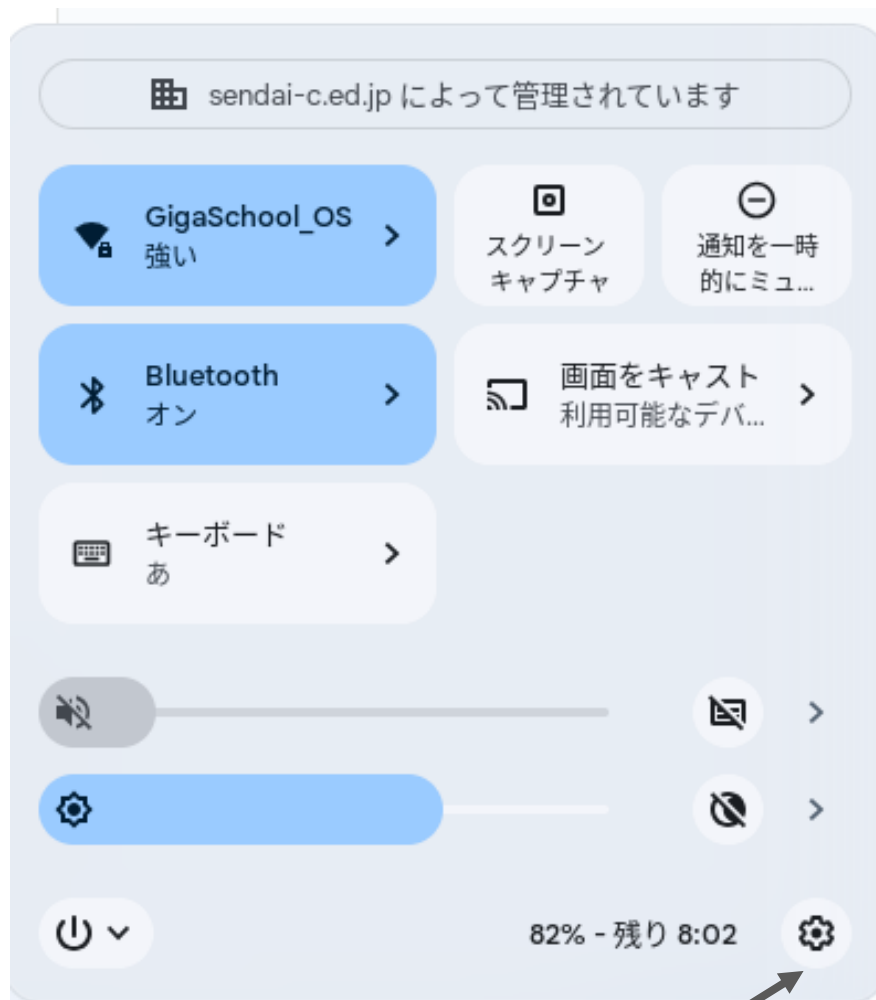 sendai-c.ed.jp によって管理されています
GigaSchool_OS
強い
スクリーン
キャプチャ
通知を一時
的にミュ...
Bluetooth
オン
画面をキャスト
利用可能なデバ...
キーボード
あ
82% - 残り 8:02